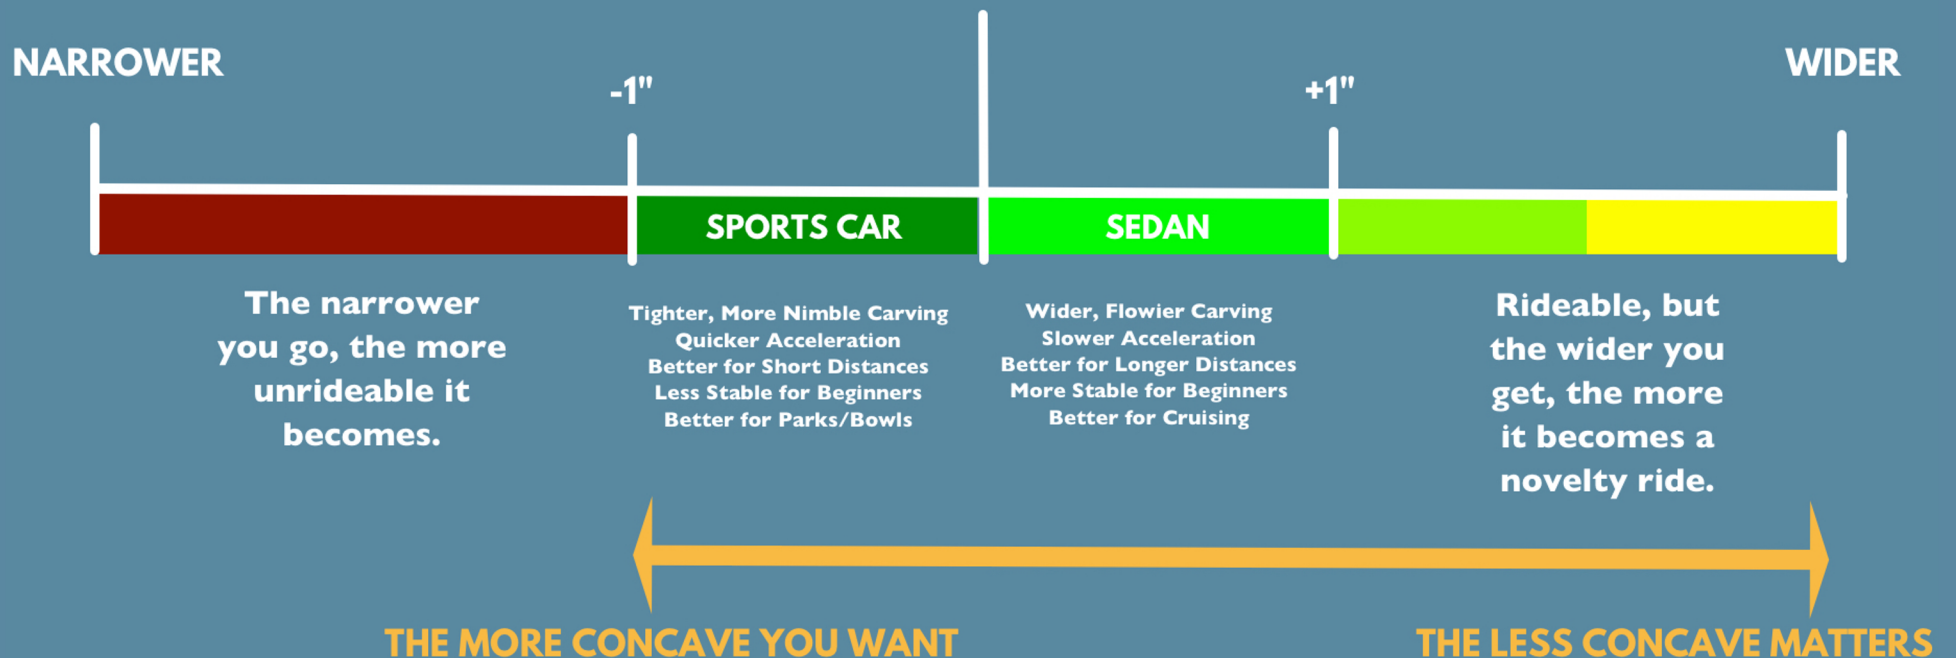 NARROWER
-1"
+1"
WIDER
SPORTS CAR
SEDAN
The narrower
you go, the more
unrideable it
becomes.
Tighter, More Nimble Carving
Quicker Acceleration
Better for Short Distances
Less Stable for Beginners
Better for Parks/Bowls
Wider, Flowier Carving
Slower Acceleration
Better for Longer Distances
More Stable for Beginners
Better for Cruising
Rideable, but
the wider you
get, the more
it becomes a
novelty ride.
THE MORE CONCAVE YOU WANT
THE LESS CONCAVE MATTERS